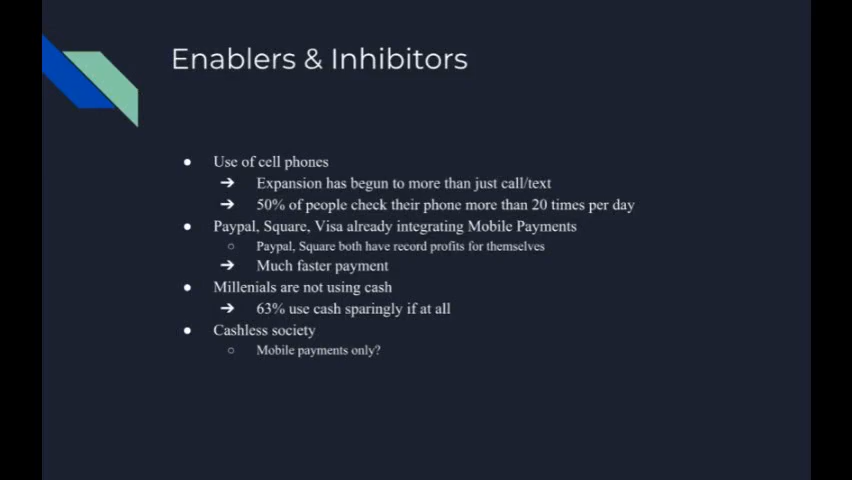 Enablers & Inhibitors
● Use of cell phones
➔ Expansion has begun to more than just call/text
➔ 50% of people check their phone more than 20 times per day
● Paypal, Square, Visa already integrating Mobile Payments
○ Paypal, Square both have record profits for themselves
➔ Much faster payment
● Millenials are not using cash
➔ 63% use cash sparingly if at all
● Cashless society
○ Mobile payments only?